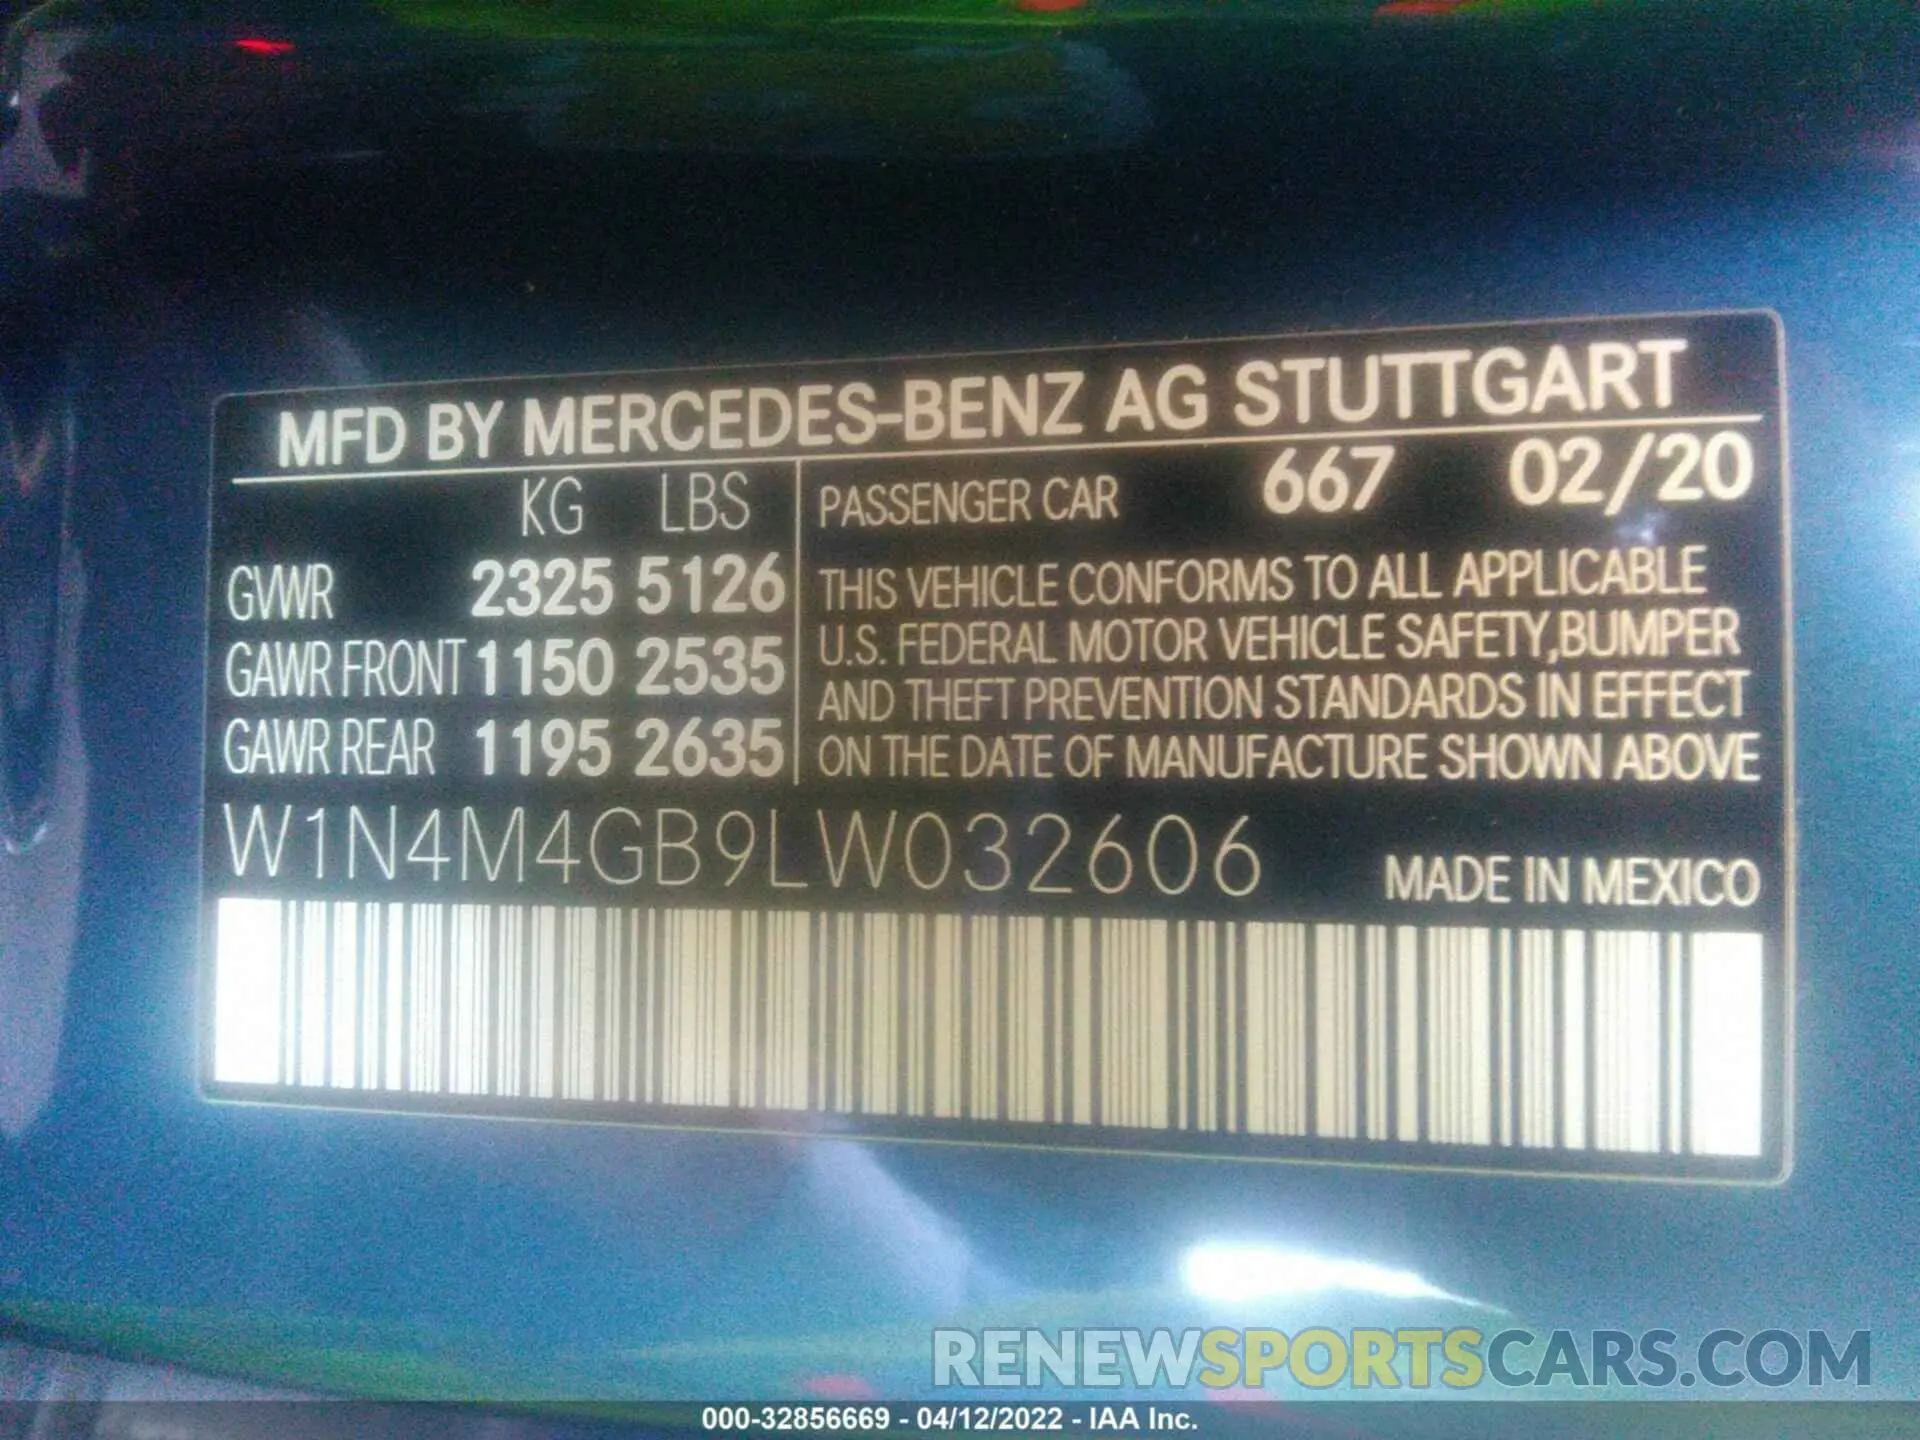 MFD BY MERCEDES-BENZ AG STUTTGART
KG LBS
GVWR 2325 5126
GAWR FRONT 1150 2535
GAWR REAR 1195 2635
PASSENGER CAR 667 02/20
THIS VEHICLE CONFORMS TO ALL APPLICABLE
U.S. FEDERAL MOTOR VEHICLE SAFETY,BUMPER
AND THEFT PREVENTION STANDARDS IN EFFECT
ON THE DATE OF MANUFACTURE SHOWN ABOVE
W1N4M4GB9LW032606
MADE IN MEXICO
RENEWSPORTSCARS.COM
000-32856669 - 04/12/2022 - IAA Inc.